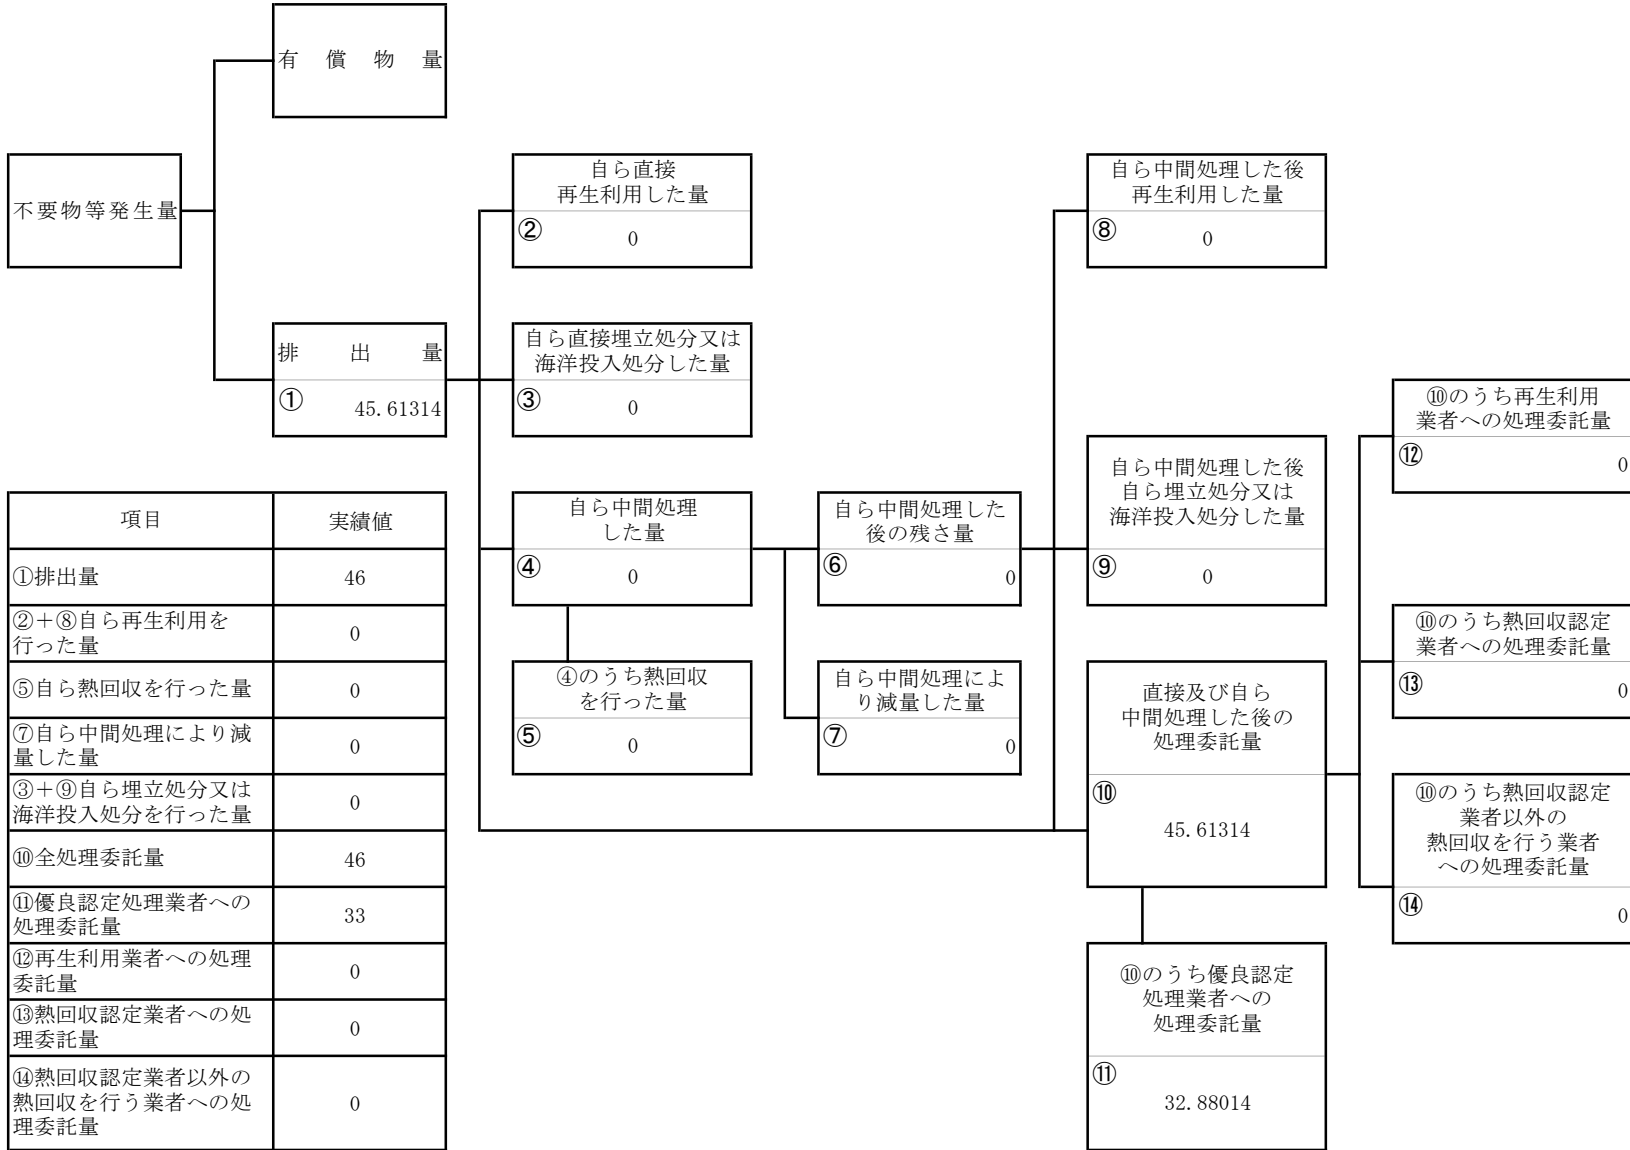 有償物量
不要物等発生量
排出量
①
45.61314
自ら直接
再生利用した量
②
0
自ら直接埋立処分又は
海洋投入処分した量
③
0
自ら中間処理
した量
④
0
④のうち熱回収
を行った量
⑤
0
自ら中間処理した
後の残さ量
⑥
0
自ら中間処理によ
り減量した量
⑦
0
自ら中間処理した後
再生利用した量
⑧
0
自ら中間処理した後
自ら埋立処分又は
海洋投入処分した量
⑨
0
直接及び自ら
中間処理した後の
処理委託量
⑩
45.61314
⑩のうち優良認定
処理業者への
処理委託量
⑪
32.88014
⑩のうち再生利用
業者への処理委託量
⑫
0
⑩のうち熱回収認定
業者への処理委託量
⑬
0
⑩のうち熱回収認定
業者以外の
熱回収を行う業者
への処理委託量
⑭
0
項目 実績値
①排出量 46
②+⑧自ら再生利用を
行った量 0
⑤自ら熱回収を行った量 0
⑦自ら中間処理により減
量した量 0
③+⑨自ら埋立処分又は
海洋投入処分を行った量 0
⑩全処理委託量 46
⑪優良認定処理業者への
処理委託量 33
⑫再生利用業者への処理
委託量 0
⑬熱回収認定業者への処
理委託量 0
⑭熱回収認定業者以外の
熱回収を行う業者への処
理委託量 0